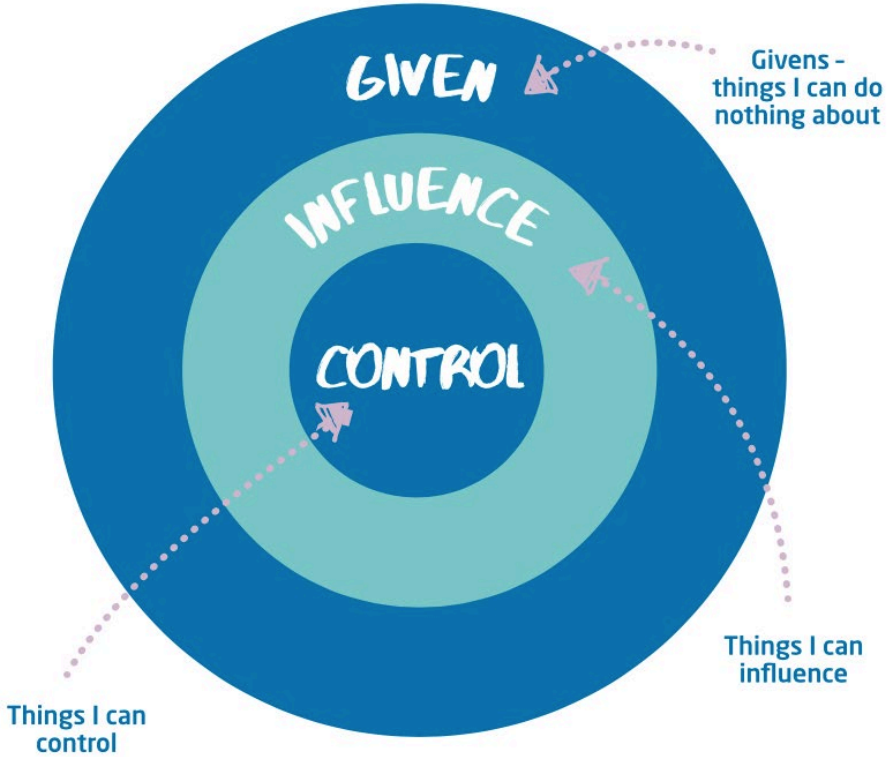 GIVEN
Givens -
things I can do
nothing about
INFLUENCE
CONTROL
Things I can
influence
Things I can
control